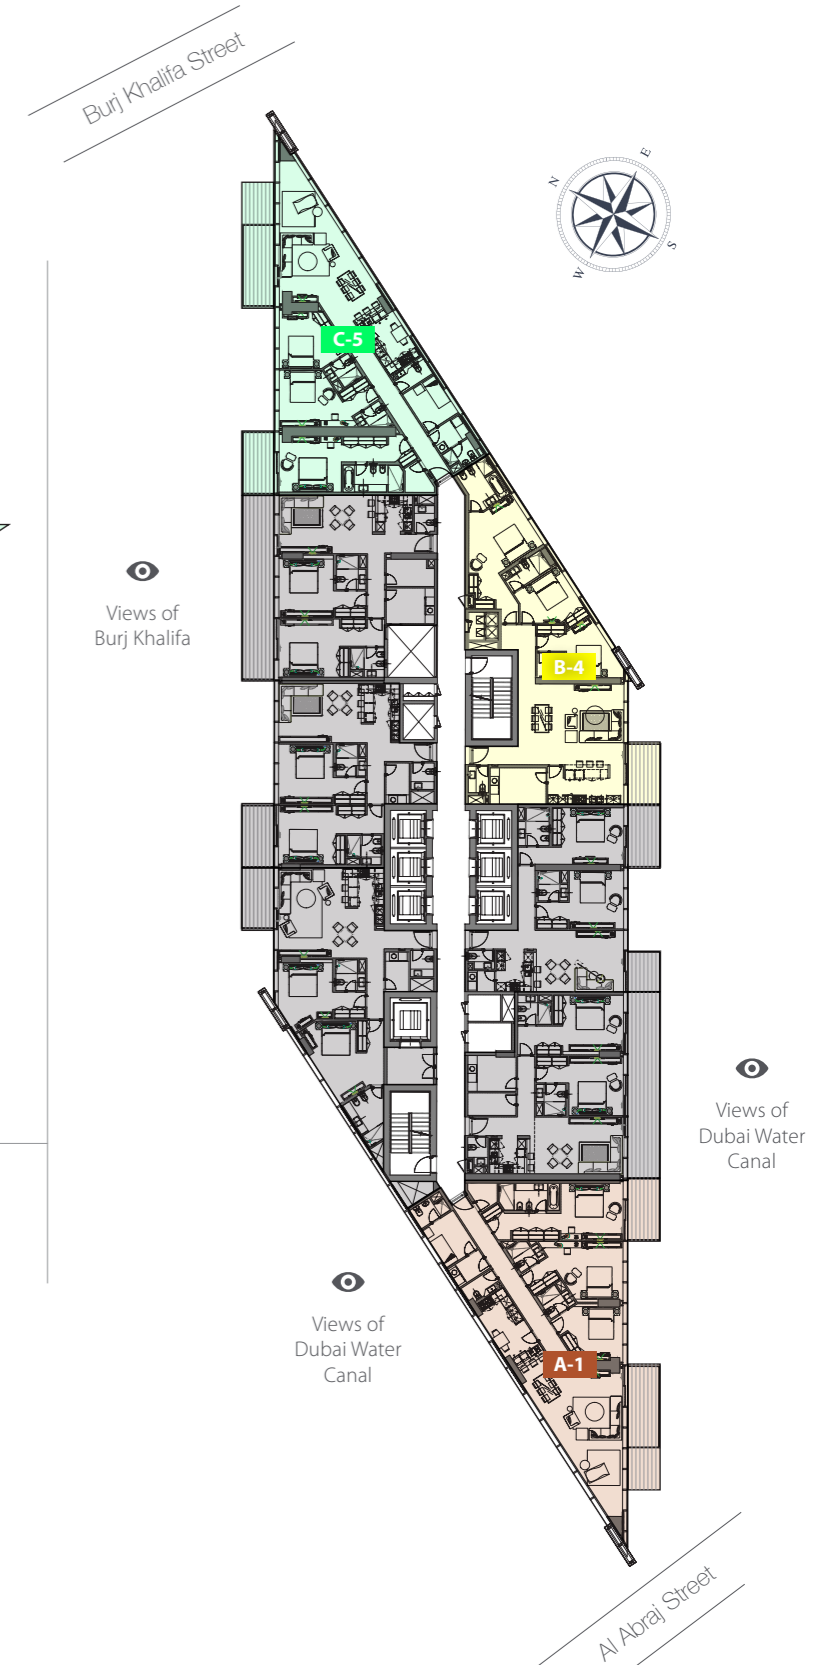 Burj Khalifa Street
E
N
S
W
C-5
Views of
Burj Khalifa
B-4
Views of
Dubai Water
Canal
Views of
Dubai Water
Canal
A-1
Al Abraj Street